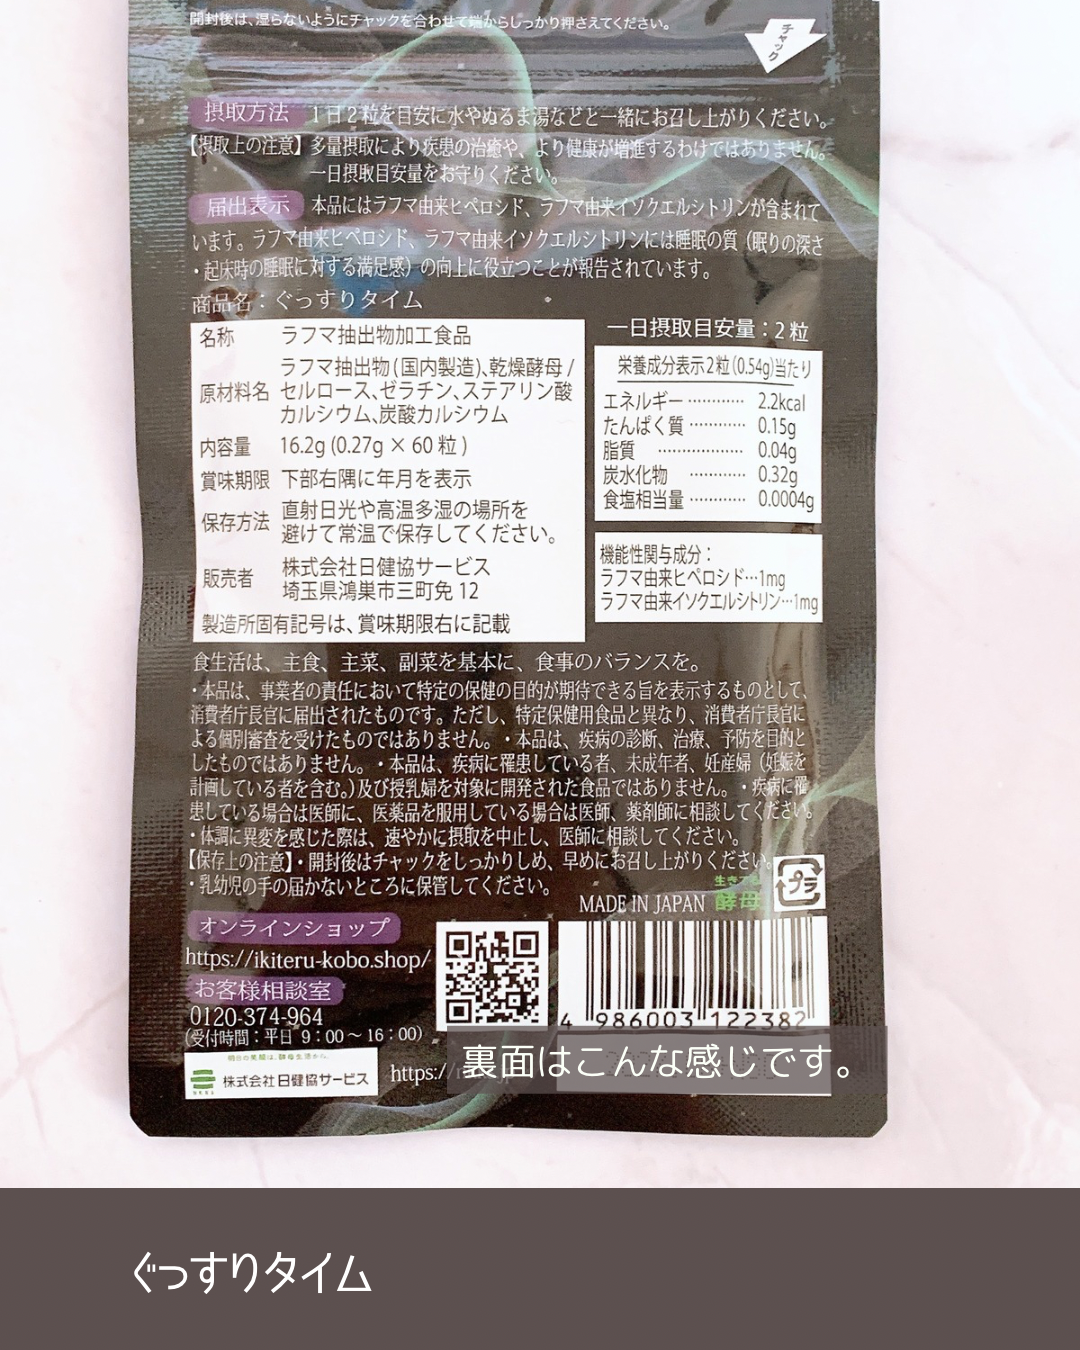 開封後は、湿らないようにチャックを合わせて端からしっかり押さえてください。
チャック
摂取方法 1日2粒を目安に水やぬるま湯などと一緒にお召し上がりください。
【摂取上の注意】多量摂取により疾患の治癒や、より健康が増進するわけではありません。
一日摂取目安量をお守りください。
届出表示 本品にはラフマ由来ヒペロシド、ラフマ由来イソクエルシトリンが含まれて
います。ラフマ由来ヒペロシド、ラフマ由来イソクエルシトリンには睡眠の質（眠りの深さ
・起床時の睡眠に対する満足感）の向上に役立つことが報告されています。
商品名：ぐっすりタイム
名称 ラフマ抽出物加工食品
原材料名 ラフマ抽出物(国内製造)、乾燥酵母/
セルロース、ゼラチン、ステアリン酸
カルシウム、炭酸カルシウム
内容量 16.2g (0.27g × 60粒)
賞味期限 下部右隅に年月を表示
保存方法 直射日光や高温多湿の場所を
避けて常温で保存してください。
販売者 株式会社日健協サービス
埼玉県鴻巣市三町免12
製造所固有記号は、賞味期限右に記載
一日摂取目安量：2粒
栄養成分表示2粒(0.54g)当たり
エネルギー………… 2.2kcal
たんぱく質………… 0.15g
脂質 ……………… 0.04g
炭水化物 ………… 0.32g
食塩相当量………… 0.0004g
機能性関与成分：
ラフマ由来ヒペロシド…1mg
ラフマ由来イソクエルシトリン…1mg
食生活は、主食、主菜、副菜を基本に、食事のバランスを。
・本品は、事業者の責任において特定の保健の目的が期待できる旨を表示するものとして、
消費者庁長官に届出されたものです。ただし、特定保健用食品と異なり、消費者庁長官に
よる個別審査を受けたものではありません。・本品は、疾病の診断、治療、予防を目的と
したものではありません。・本品は、疾病に罹患している者、未成年者、妊産婦（妊娠を
計画している者を含む。）及び授乳婦を対象に開発された食品ではありません。・疾病に罹
患している場合は医師に、医薬品を服用している場合は医師、薬剤師に相談してください。
・体調に異変を感じた際は、速やかに摂取を中止し、医師に相談してください。
【保存上の注意】・開封後はチャックをしっかりしめ、早めにお召し上がりください。
・乳幼児の手の届かないところに保管してください。
MADE IN JAPAN 生きてる
酵母
プラ
オンラインショップ
https://ikiteru-kobo.shop/
お客様相談室
0120-374-964
(受付時間：平日 9：00〜16：00)
4 986003 122382
明日の笑顔は、酵母生活から。
株式会社日健協サービス
https://
裏面はこんな感じです。
ぐっすりタイム